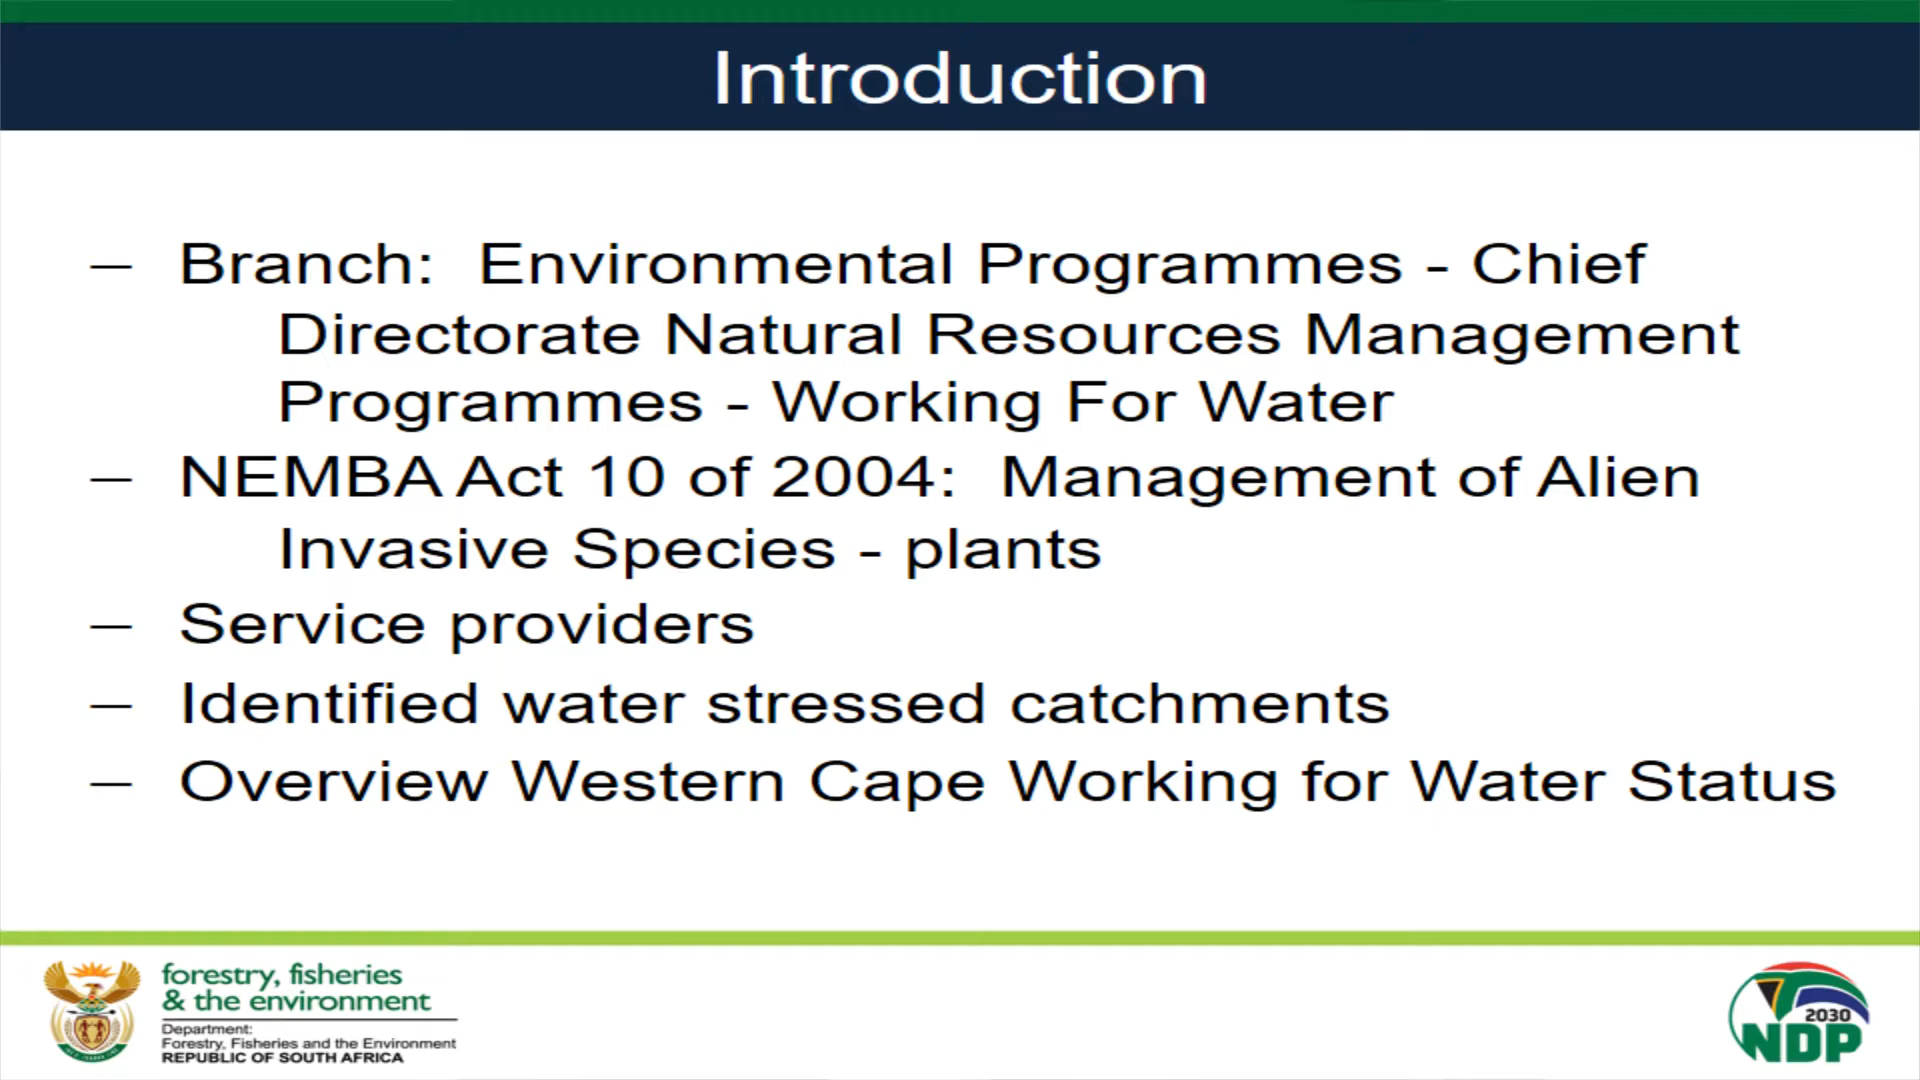 Introduction
– Branch: Environmental Programmes - Chief
Directorate Natural Resources Management
Programmes - Working For Water
– NEMBA Act 10 of 2004: Management of Alien
Invasive Species - plants
– Service providers
– Identified water stressed catchments
– Overview Western Cape Working for Water Status
forestry, fisheries
& the environment
Department:
Forestry, Fisheries and the Environment
REPUBLIC OF SOUTH AFRICA
2030
NDP